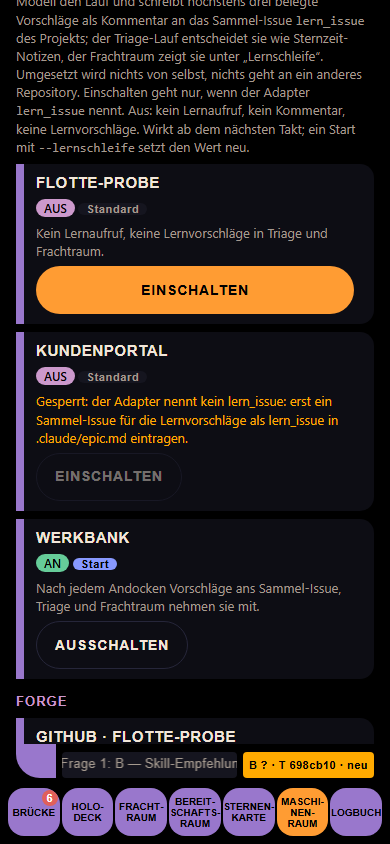 Modell den Lauf und schreibt höchstens drei belegte
Vorschläge als Kommentar an das Sammel-Issue lern_issue
des Projekts; der Triage-Lauf entscheidet sie wie Sternzeit-
Notizen, der Frachtraum zeigt sie unter „Lernschleife“.
Umgesetzt wird nichts von selbst, nichts geht an ein anderes
Repository. Einschalten geht nur, wenn der Adapter
lern_issue nennt. Aus: kein Lernaufruf, kein Kommentar,
keine Lernvorschläge. Wirkt ab dem nächsten Takt; ein Start
mit --lernschleife setzt den Wert neu.
FLOTTE-PROBE
AUS Standard
Kein Lernaufruf, keine Lernvorschläge in Triage und
Frachtraum.
EINSCHALTEN
KUNDENPORTAL
AUS Standard
Gesperrt: der Adapter nennt kein lern_issue: erst ein
Sammel-Issue für die Lernvorschläge als lern_issue in
.claude/epic.md eintragen.
EINSCHALTEN
WERKBANK
AN Start
Nach jedem Andocken Vorschläge ans Sammel-Issue,
Triage und Frachtraum nehmen sie mit.
AUSSCHALTEN
FORGE
GITHUB · FLOTTE-PROBE
Frage 1: B — Skill-Empfehlun
B ? · T 698cb10 · neu
6
BRÜCKE
HOLO-
DECK
FRACHT-
RAUM
BEREIT-
SCHAFTS-
RAUM
STERNEN-
KARTE
MASCHI-
NEN-
RAUM
LOGBUCH